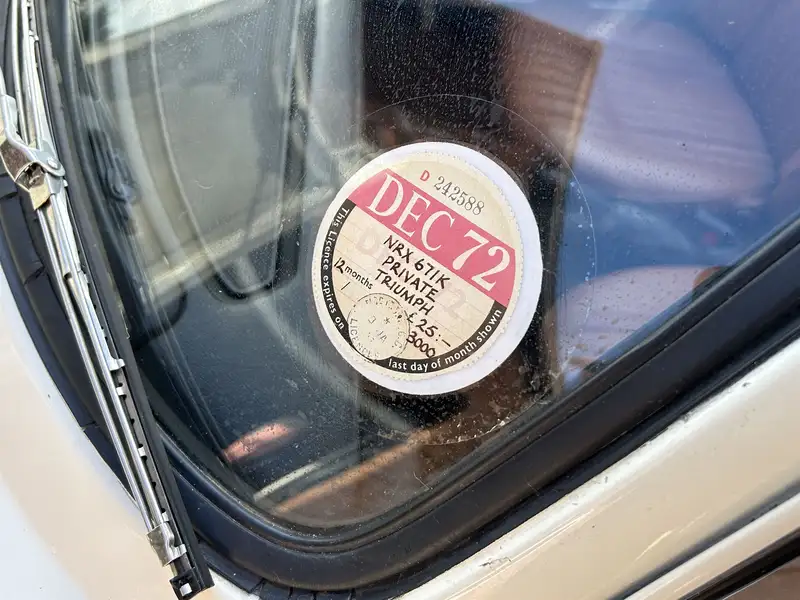 D 242588
DEC 72
NRX 671K
PRIVATE
TRIUMPH
12 months
£25.-
3000
This Licence expires on last day of month shown